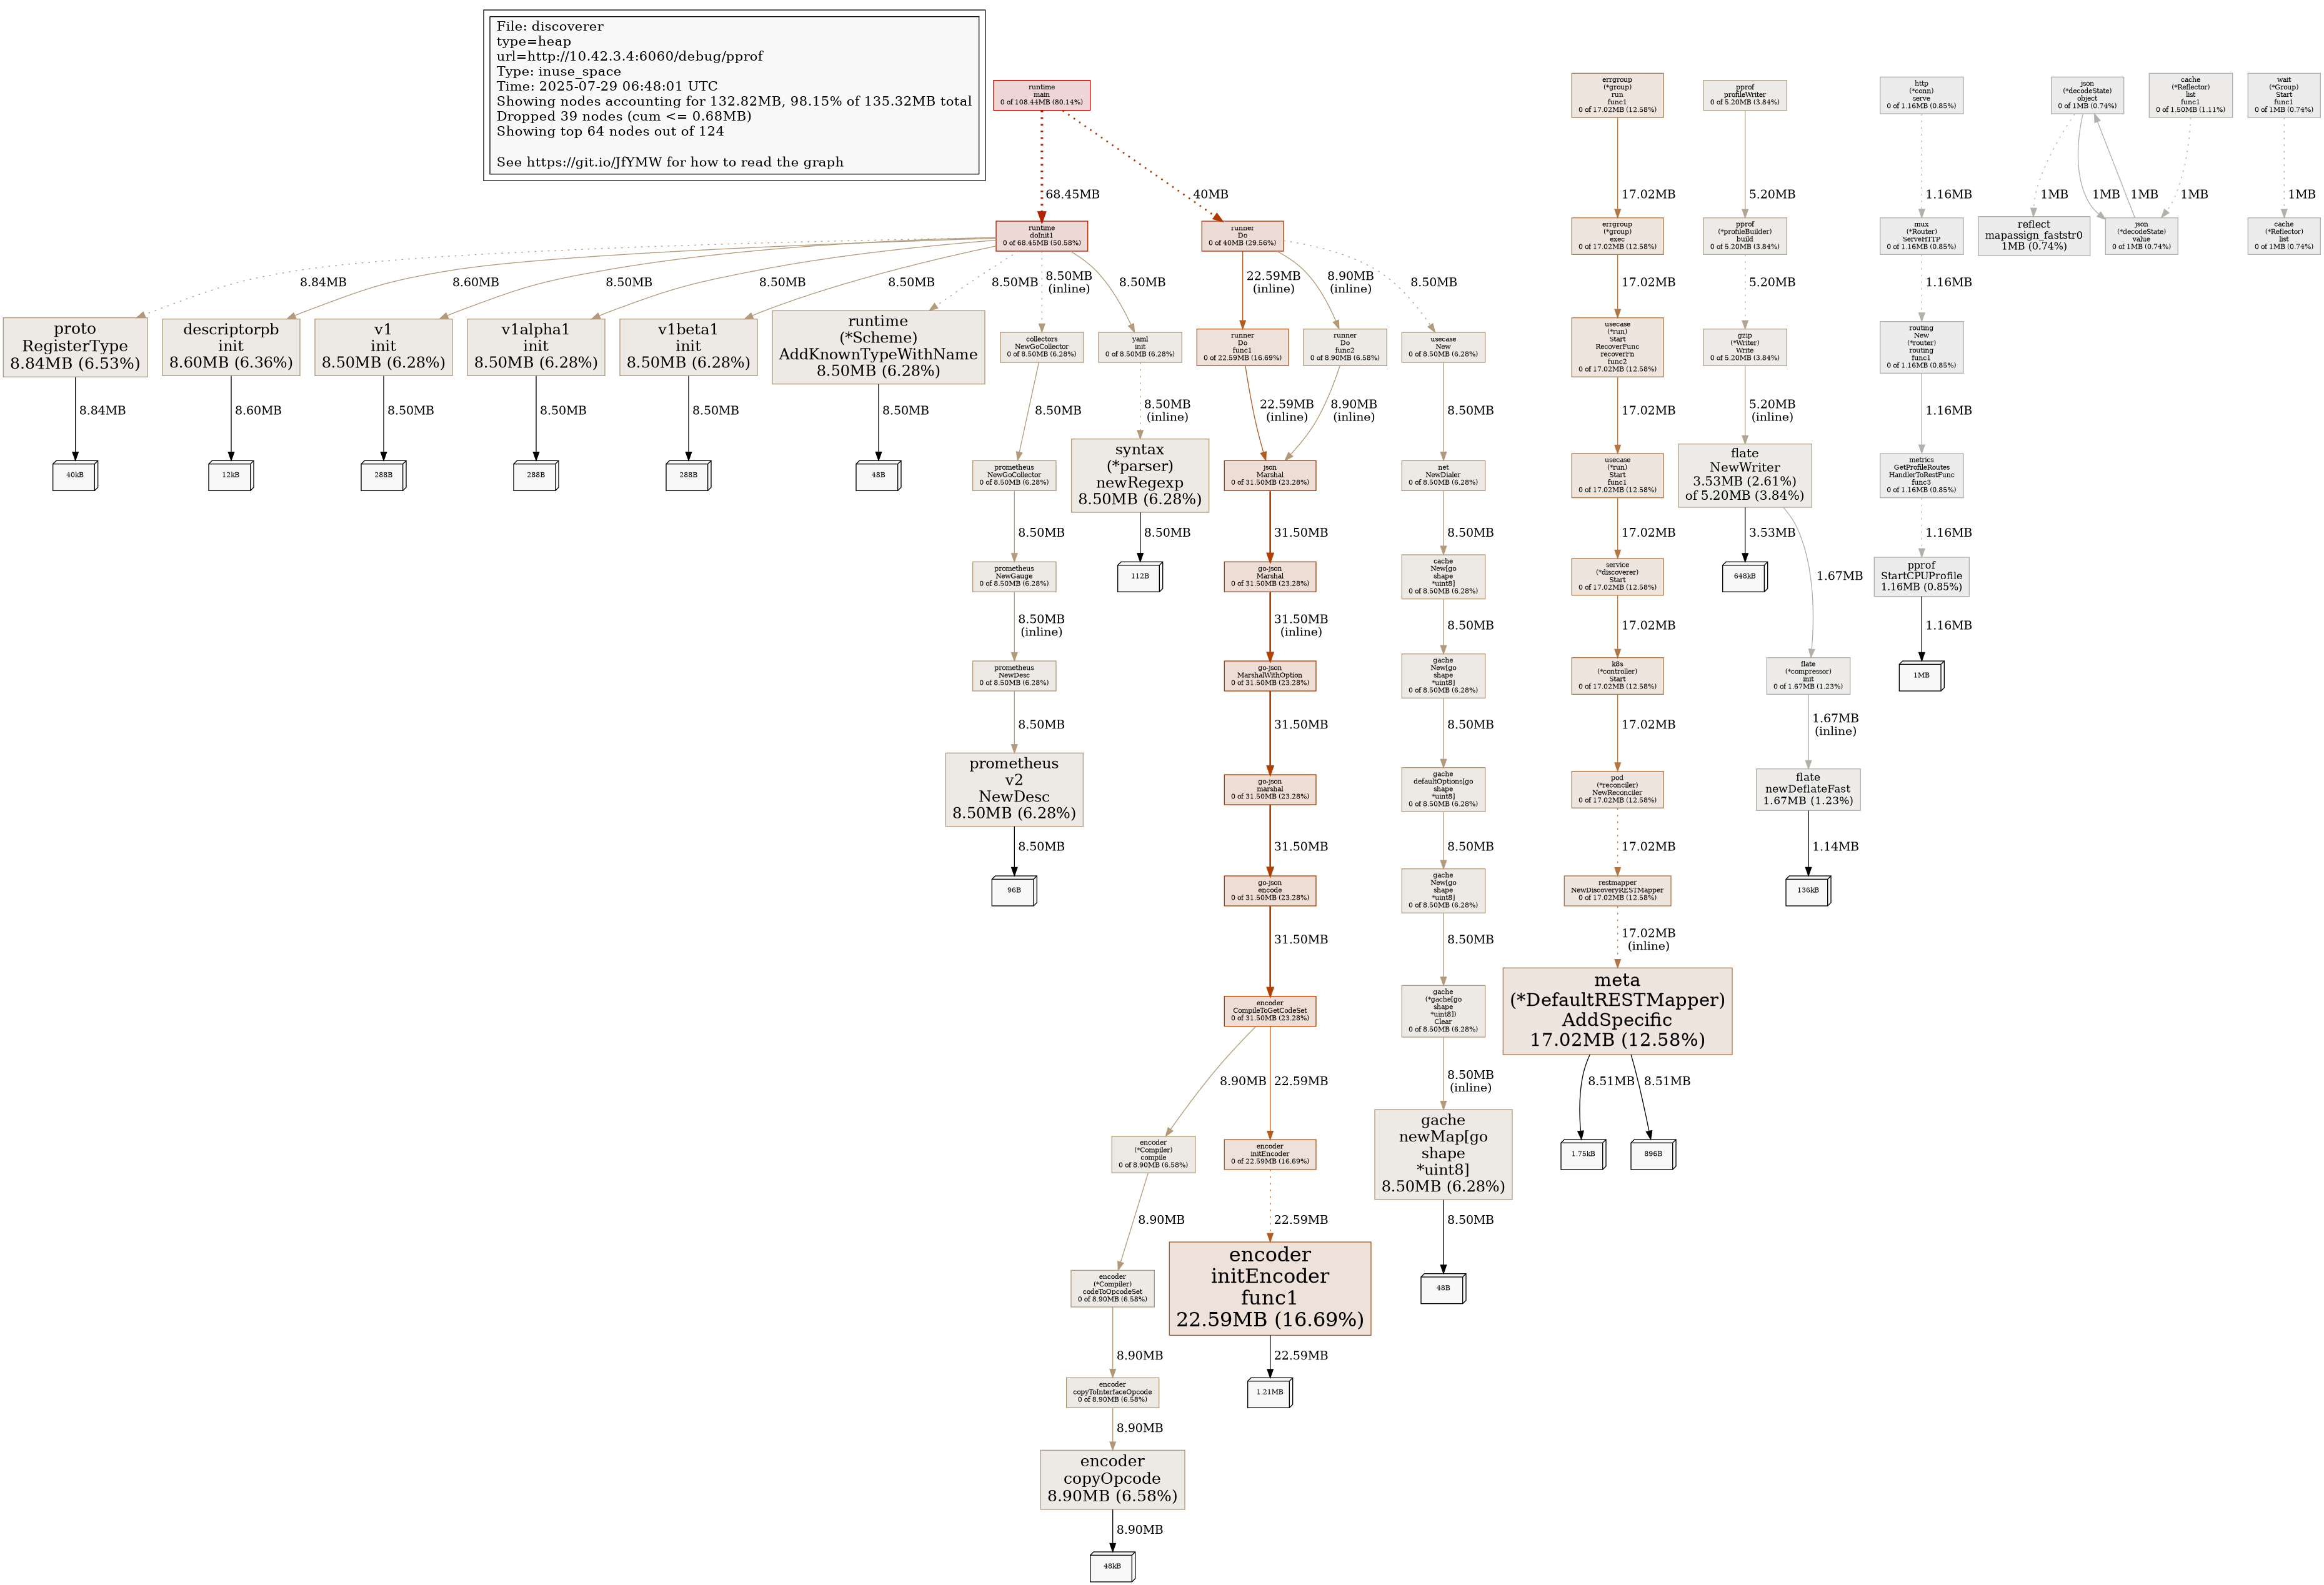 File: discoverer
type=heap
url=http://10.42.3.4:6060/debug/pprof
Type: inuse_space
Time: 2025-07-29 06:48:01 UTC
Showing nodes accounting for 132.82MB, 98.15% of 135.32MB total
Dropped 39 nodes (cum <= 0.68MB)
Showing top 64 nodes out of 124
See https://git.io/JfYMW for how to read the graph
runtime
main
0 of 108.44MB (80.14%)
errgroup
(*group)
run
func1
0 of 17.02MB (12.58%)
pprof
profileWriter
0 of 5.20MB (3.84%)
http
(*conn)
serve
0 of 1.16MB (0.85%)
json
(*decodeState)
object
0 of 1MB (0.74%)
cache
(*Reflector)
list
func1
0 of 1.50MB (1.11%)
wait
(*Group)
Start
func1
0 of 1MB (0.74%)
68.45MB
40MB
17.02MB
5.20MB
1.16MB
1MB
1MB
1MB
1MB
1MB
runtime
doInit1
0 of 68.45MB (50.58%)
runner
Do
0 of 40MB (29.56%)
errgroup
(*group)
exec
0 of 17.02MB (12.58%)
pprof
(*profileBuilder)
build
0 of 5.20MB (3.84%)
mux
(*Router)
ServeHTTP
0 of 1.16MB (0.85%)
reflect
mapassign_faststr0
1MB (0.74%)
json
(*decodeState)
value
0 of 1MB (0.74%)
cache
(*Reflector)
list
0 of 1MB (0.74%)
8.84MB
8.60MB
8.50MB
8.50MB
8.50MB
8.50MB
8.50MB
(inline)
8.50MB
22.59MB
(inline)
8.90MB
(inline)
8.50MB
17.02MB
5.20MB
1.16MB
proto
RegisterType
8.84MB (6.53%)
descriptorpb
init
8.60MB (6.36%)
v1
init
8.50MB (6.28%)
v1alpha1
init
8.50MB (6.28%)
v1beta1
init
8.50MB (6.28%)
runtime
(*Scheme)
AddKnownTypeWithName
8.50MB (6.28%)
collectors
NewGoCollector
0 of 8.50MB (6.28%)
yaml
init
0 of 8.50MB (6.28%)
runner
Do
func1
0 of 22.59MB (16.69%)
runner
Do
func2
0 of 8.90MB (6.58%)
usecase
New
0 of 8.50MB (6.28%)
usecase
(*run)
Start
RecoverFunc
recoverFn
func2
0 of 17.02MB (12.58%)
gzip
(*Writer)
Write
0 of 5.20MB (3.84%)
routing
New
(*router)
routing
func1
0 of 1.16MB (0.85%)
8.84MB
8.60MB
8.50MB
8.50MB
8.50MB
8.50MB
8.50MB
8.50MB
(inline)
22.59MB
(inline)
8.90MB
(inline)
8.50MB
17.02MB
5.20MB
(inline)
1.16MB
40kB
12kB
288B
288B
288B
48B
prometheus
NewGoCollector
0 of 8.50MB (6.28%)
syntax
(*parser)
newRegexp
8.50MB (6.28%)
json
Marshal
0 of 31.50MB (23.28%)
net
NewDialer
0 of 8.50MB (6.28%)
usecase
(*run)
Start
func1
0 of 17.02MB (12.58%)
flate
NewWriter
3.53MB (2.61%)
of 5.20MB (3.84%)
metrics
GetProfileRoutes
HandlerToRestFunc
func3
0 of 1.16MB (0.85%)
8.50MB
8.50MB
31.50MB
8.50MB
17.02MB
3.53MB
1.67MB
1.16MB
prometheus
NewGauge
0 of 8.50MB (6.28%)
112B
go-json
Marshal
0 of 31.50MB (23.28%)
cache
New[go
shape
*uint8]
0 of 8.50MB (6.28%)
service
(*discoverer)
Start
0 of 17.02MB (12.58%)
648kB
pprof
StartCPUProfile
1.16MB (0.85%)
8.50MB
(inline)
31.50MB
(inline)
8.50MB
17.02MB
1.16MB
prometheus
NewDesc
0 of 8.50MB (6.28%)
go-json
MarshalWithOption
0 of 31.50MB (23.28%)
gache
New[go
shape
*uint8]
0 of 8.50MB (6.28%)
k8s
(*controller)
Start
0 of 17.02MB (12.58%)
flate
(*compressor)
init
0 of 1.67MB (1.23%)
1MB
8.50MB
31.50MB
8.50MB
17.02MB
1.67MB
(inline)
prometheus
v2
NewDesc
8.50MB (6.28%)
go-json
marshal
0 of 31.50MB (23.28%)
gache
defaultOptions[go
shape
*uint8]
0 of 8.50MB (6.28%)
pod
(*reconciler)
NewReconciler
0 of 17.02MB (12.58%)
flate
newDeflateFast
1.67MB (1.23%)
8.50MB
31.50MB
8.50MB
17.02MB
1.14MB
96B
go-json
encode
0 of 31.50MB (23.28%)
gache
New[go
shape
*uint8]
0 of 8.50MB (6.28%)
restmapper
NewDiscoveryRESTMapper
0 of 17.02MB (12.58%)
136kB
31.50MB
8.50MB
17.02MB
(inline)
encoder
CompileToGetCodeSet
0 of 31.50MB (23.28%)
gache
(*gache[go
shape
*uint8])
Clear
0 of 8.50MB (6.28%)
meta
(*DefaultRESTMapper)
AddSpecific
17.02MB (12.58%)
8.90MB
22.59MB
8.50MB
(inline)
8.51MB
8.51MB
encoder
(*Compiler)
compile
0 of 8.90MB (6.58%)
encoder
initEncoder
0 of 22.59MB (16.69%)
gache
newMap[go
shape
*uint8]
8.50MB (6.28%)
1.75kB
896B
8.90MB
22.59MB
8.50MB
encoder
(*Compiler)
codeToOpcodeSet
0 of 8.90MB (6.58%)
encoder
initEncoder
func1
22.59MB (16.69%)
48B
8.90MB
22.59MB
encoder
copyToInterfaceOpcode
0 of 8.90MB (6.58%)
1.21MB
8.90MB
encoder
copyOpcode
8.90MB (6.58%)
8.90MB
48kB